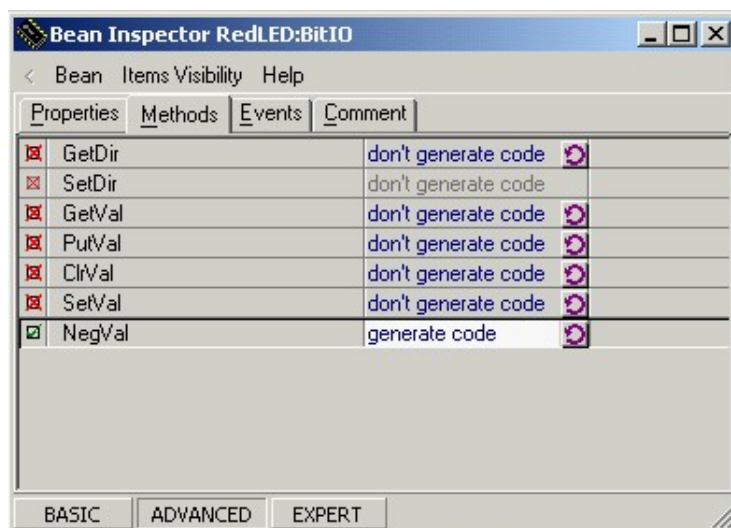 Bean Inspector RedLED:BitIO
< Bean Items Visibility Help
Properties Methods Events Comment
GetDir don't generate code
SetDir don't generate code
GetVal don't generate code
PutVal don't generate code
ClrVal don't generate code
SetVal don't generate code
NegVal generate code
BASIC ADVANCED EXPERT